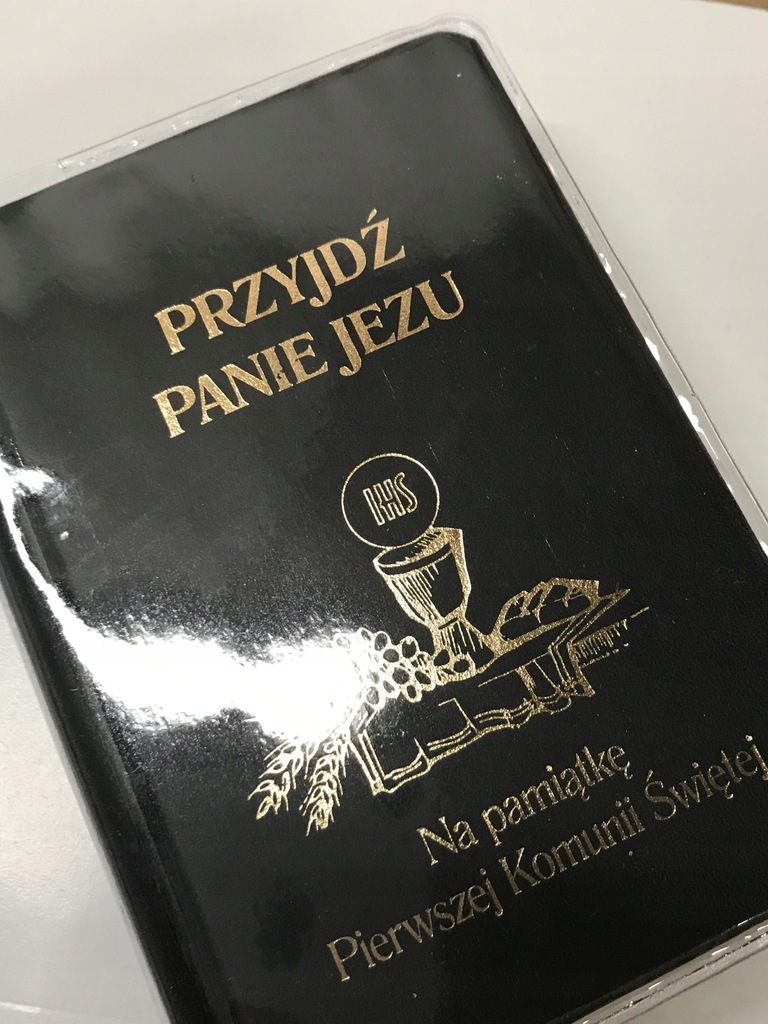 PRZYJDŹ
PANIE JEZU
IHS
Na pamiątkę
Pierwszej Komunii Świętej